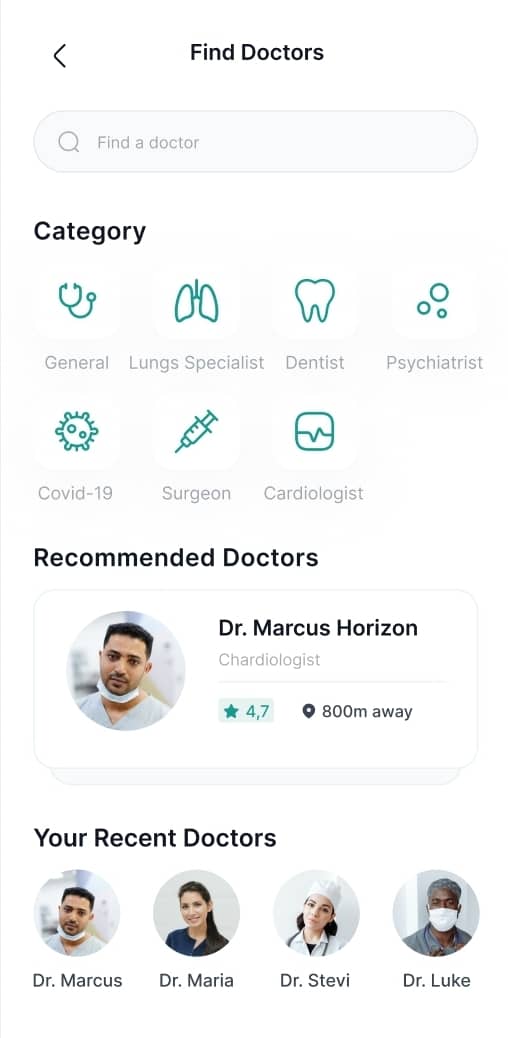 Find Doctors
Find a doctor
Category
General
Lungs Specialist
Dentist
Psychiatrist
Covid-19
Surgeon
Cardiologist
Recommended Doctors
Dr. Marcus Horizon
Chardiologist
4,7
800m away
Your Recent Doctors
Dr. Marcus
Dr. Maria
Dr. Stevi
Dr. Luke